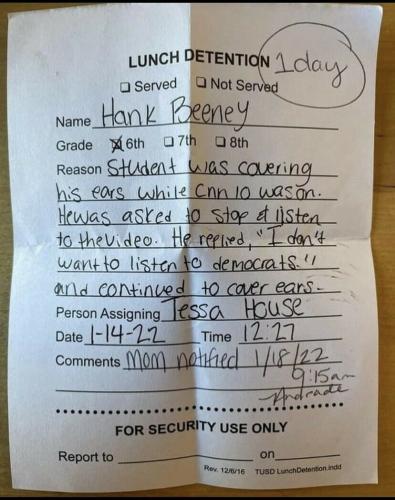 LUNCH DETENTION 1 day
☐ Served ☐ Not Served
Name Hank Beeney
Grade ☒ 6th ☐ 7th ☐ 8th
Reason Student was covering
his ears while Cnn 10 was on.
He was asked to stop & listen
to the video. He replied, "I don't
want to listen to democrats."
and continued to cover ears.
Person Assigning Tessa House
Date 1-14-22 Time 12:27
Comments Mom notified 1/18/22
9:15am
Andrade
FOR SECURITY USE ONLY
Report to on
Rev. 12/6/16 TUSD LunchDetention.indd